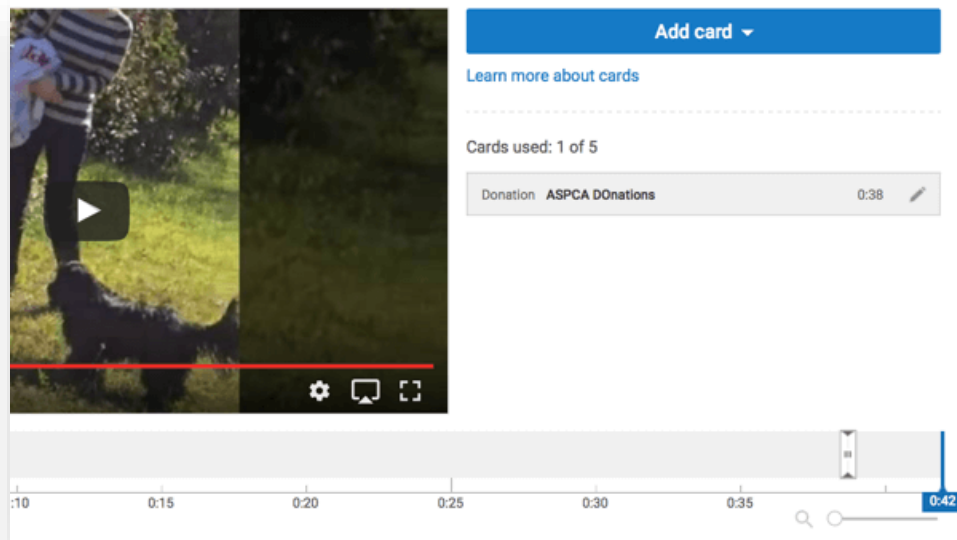 Add card
Learn more about cards
Cards used: 1 of 5
Donation ASPCA DOnations 0:38
:10 0:15 0:20 0:25 0:30 0:35 0:42